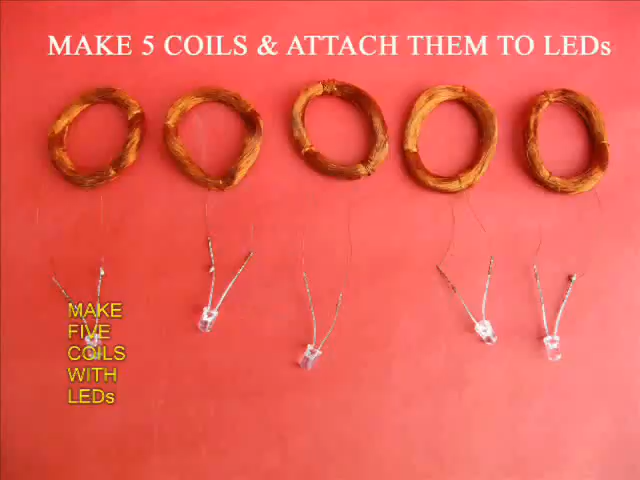 MAKE 5 COILS & ATTACH THEM TO LEDs
MAKE
FIVE
COILS
WITH
LEDs